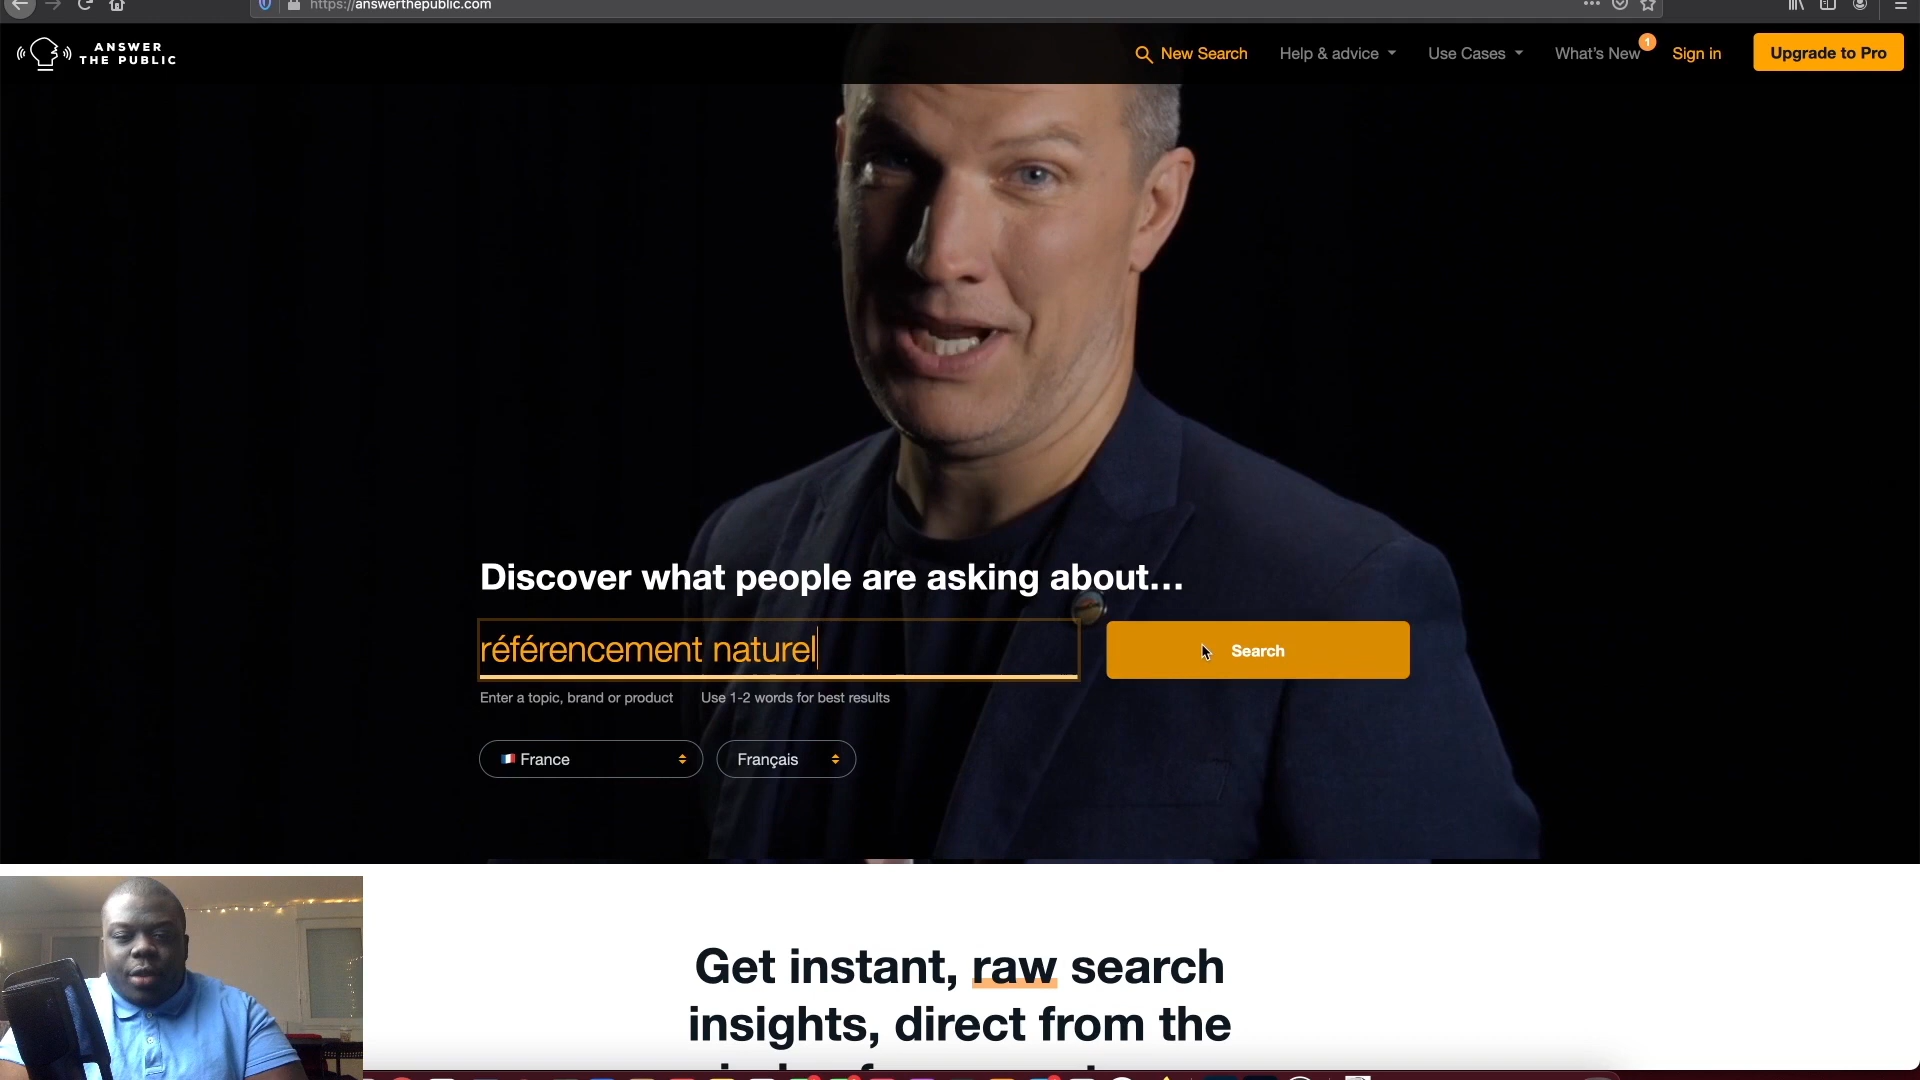 https://answerthepublic.com
ANSWER
THE PUBLIC
New Search
Help & advice
Use Cases
What's New
1
Sign in
Upgrade to Pro
Discover what people are asking about...
référencement naturel
Search
Enter a topic, brand or product
Use 1-2 words for best results
France
Français
Get instant, raw search
insights, direct from the